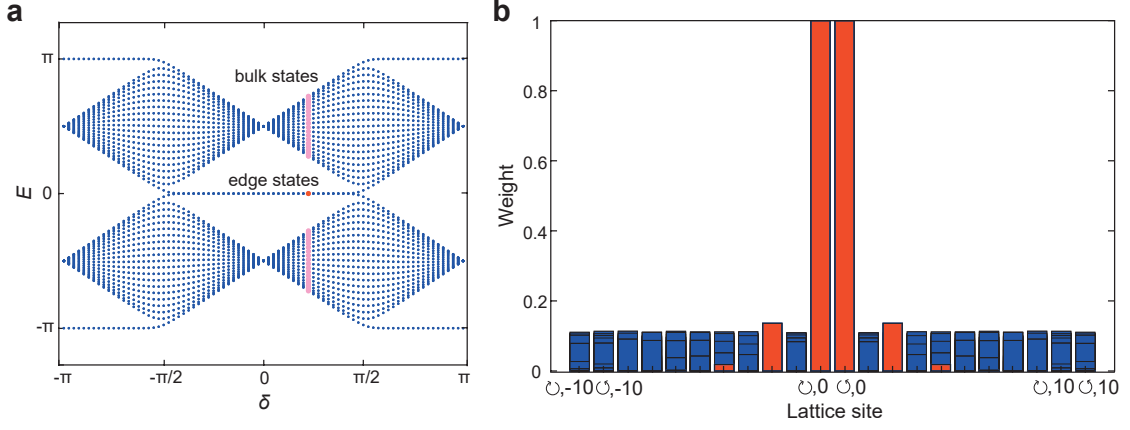 a
π
0
-π
E
bulk states
edge states
-π
-π/2
0
π/2
π
δ
b
1
0.8
0.6
0.4
0.2
0
Weight
↻,-10 ↺,-10
↻,0 ↺,0
↻,10 ↺,10
Lattice site